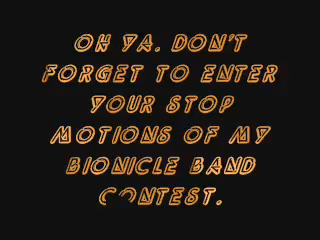 OH YA. DON'T
FORGET TO ENTER
YOUR STOP
MOTIONS OF MY
BIONICLE BAND
CONTEST.